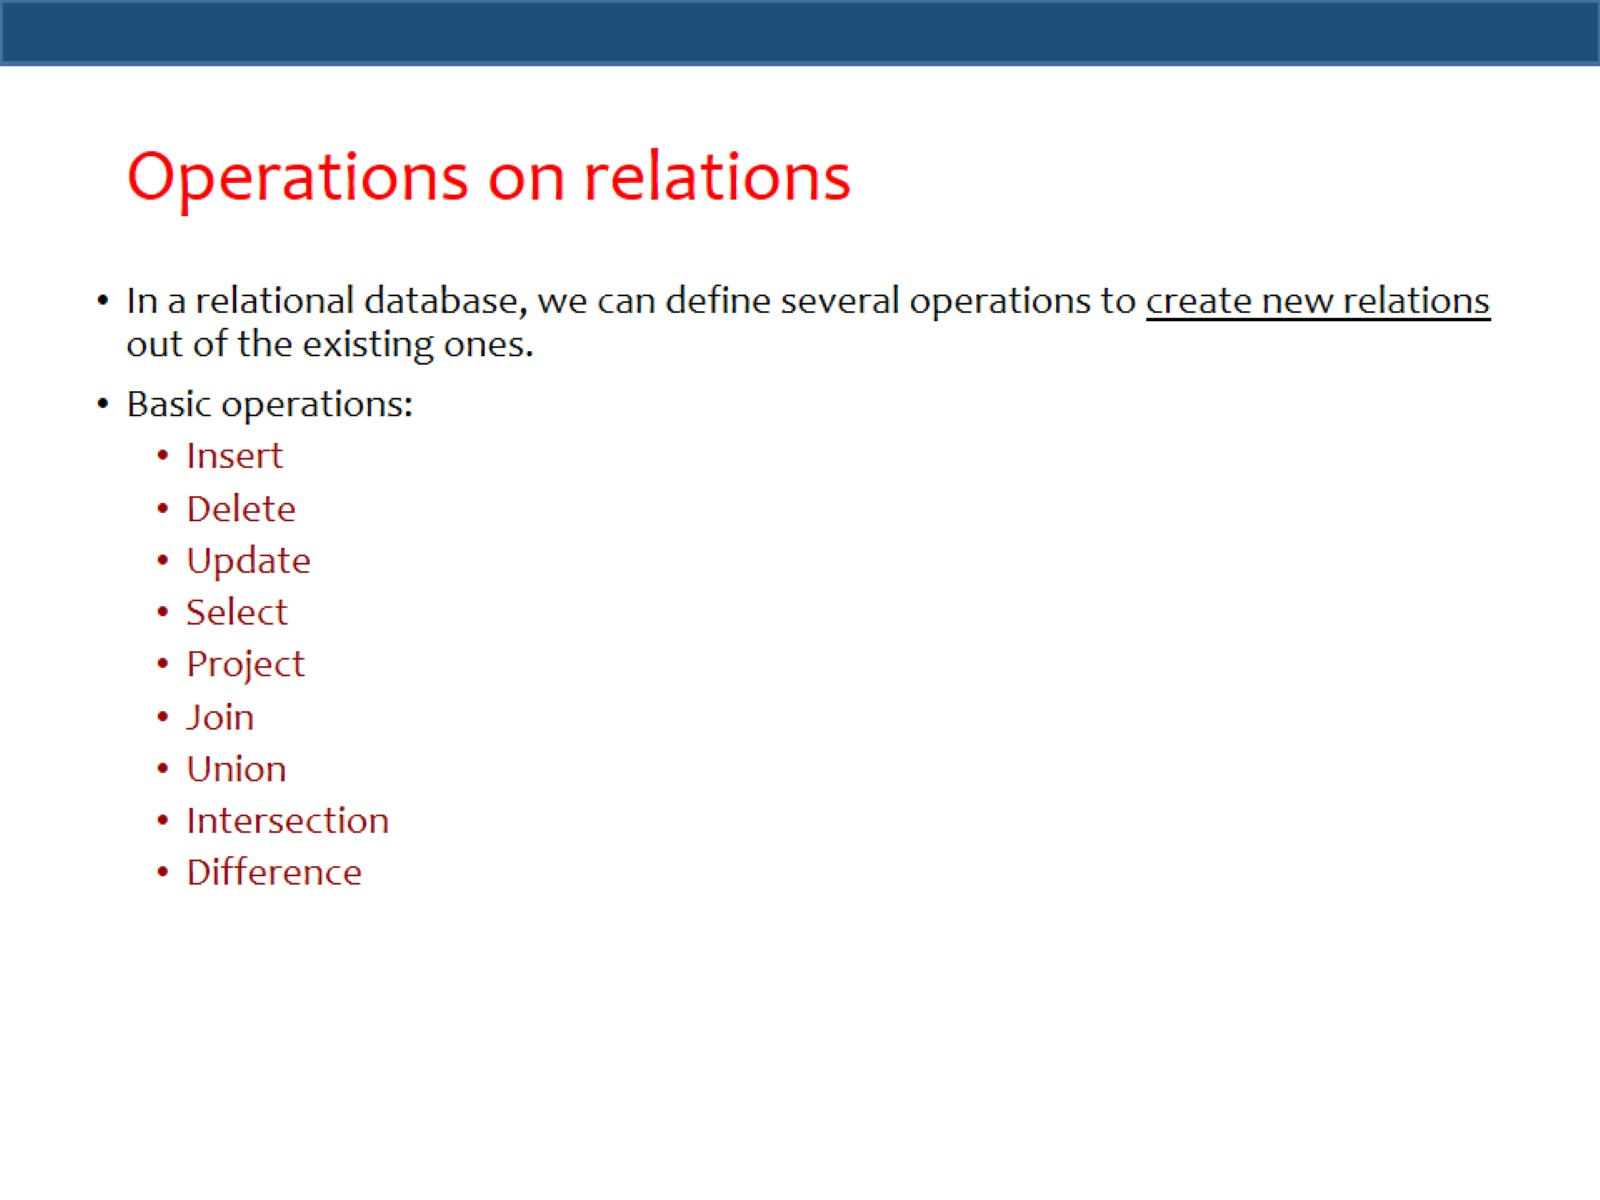 Operations on relations
• In a relational database, we can define several operations to create new relations
out of the existing ones.
• Basic operations:
• Insert
• Delete
• Update
• Select
• Project
• Join
• Union
• Intersection
• Difference